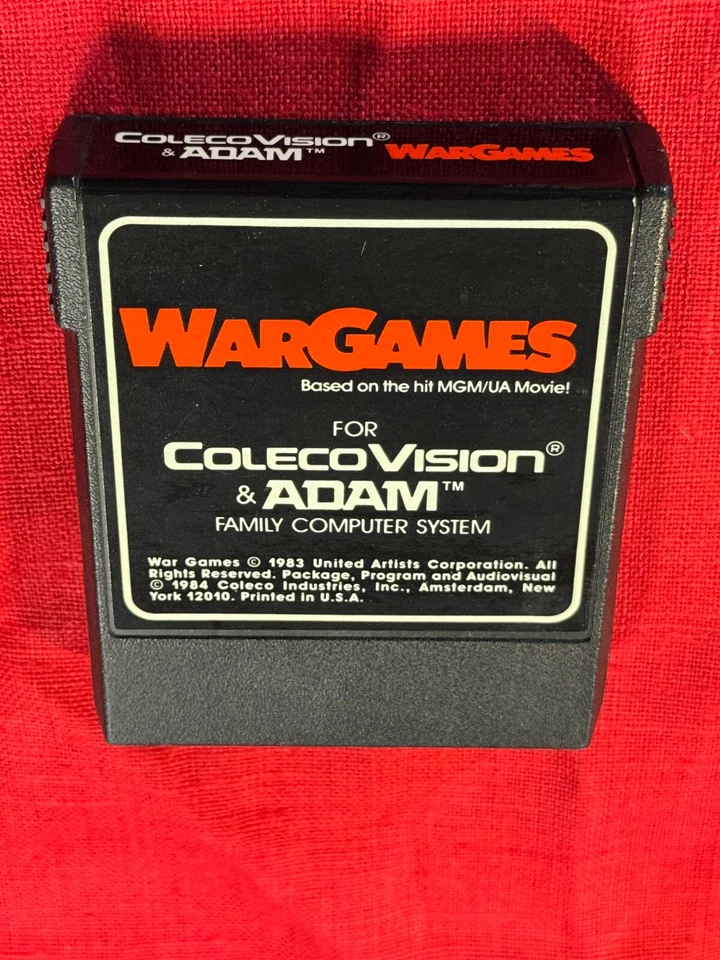 COLECOVISION® WARGAMES
& ADAM™
WARGAMES
Based on the hit MGM/UA Movie!
FOR
COLECOVISION®
& ADAM™
FAMILY COMPUTER SYSTEM
War Games © 1983 United Artists Corporation. All
Rights Reserved. Package, Program and Audiovisual
© 1984 Coleco Industries, Inc., Amsterdam, New
York 12010. Printed in U.S.A.